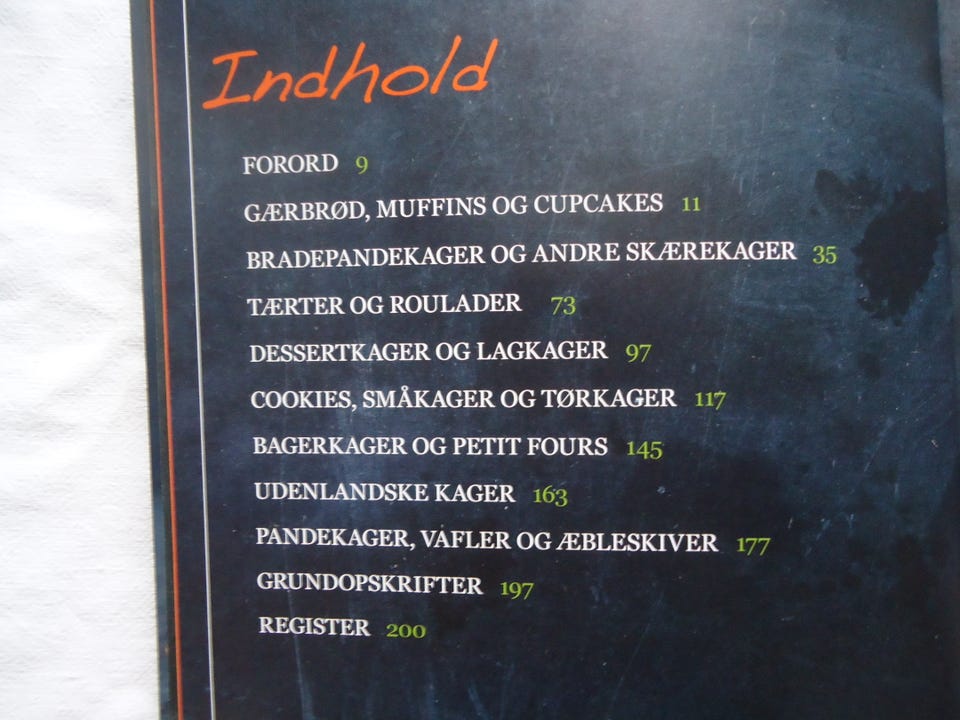 Indhold
FORORD 9
GÆRBRØD, MUFFINS OG CUPCAKES 11
BRADEPANDEKAGER OG ANDRE SKÆREKAGER 35
TÆRTER OG ROULADER 73
DESSERTKAGER OG LAGKAGER 97
COOKIES, SMÅKAGER OG TØRKAGER 117
BAGERKAGER OG PETIT FOURS 145
UDENLANDSKE KAGER 163
PANDEKAGER, VAFLER OG ÆBLESKIVER 177
GRUNDOPSKRIFTER 197
REGISTER 200